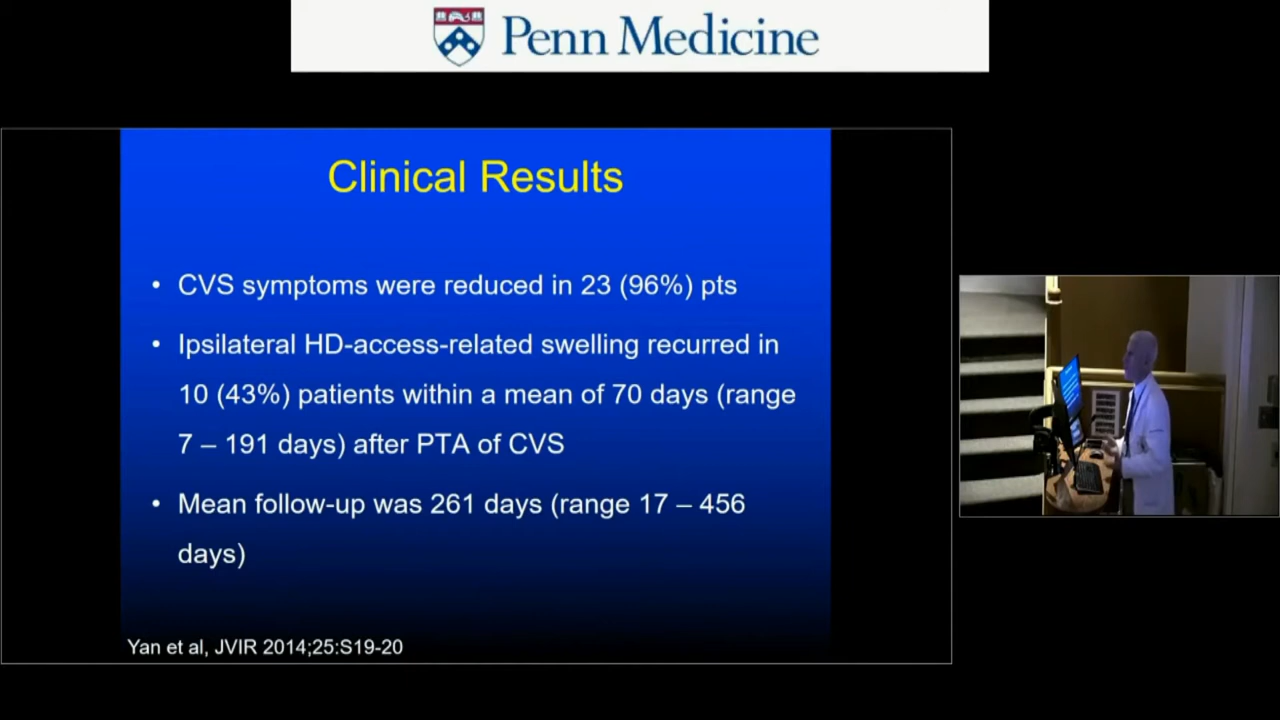 Penn Medicine
Clinical Results
• CVS symptoms were reduced in 23 (96%) pts
• Ipsilateral HD-access-related swelling recurred in
10 (43%) patients within a mean of 70 days (range
7 – 191 days) after PTA of CVS
• Mean follow-up was 261 days (range 17 – 456
days)
Yan et al, JVIR 2014;25:S19-20